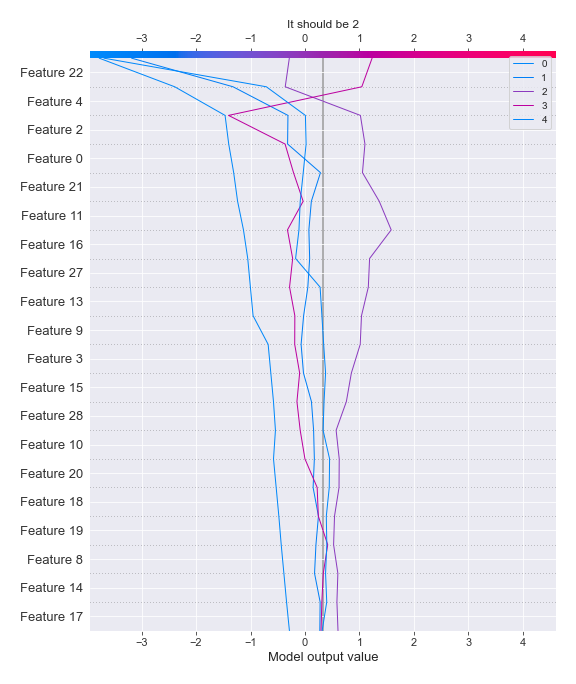 It should be 2
−3 −2 −1 0 1 2 3 4
0
1
2
3
4
Feature 22
Feature 4
Feature 2
Feature 0
Feature 21
Feature 11
Feature 16
Feature 27
Feature 13
Feature 9
Feature 3
Feature 15
Feature 28
Feature 10
Feature 20
Feature 18
Feature 19
Feature 8
Feature 14
Feature 17
−3 −2 −1 0 1 2 3 4
Model output value